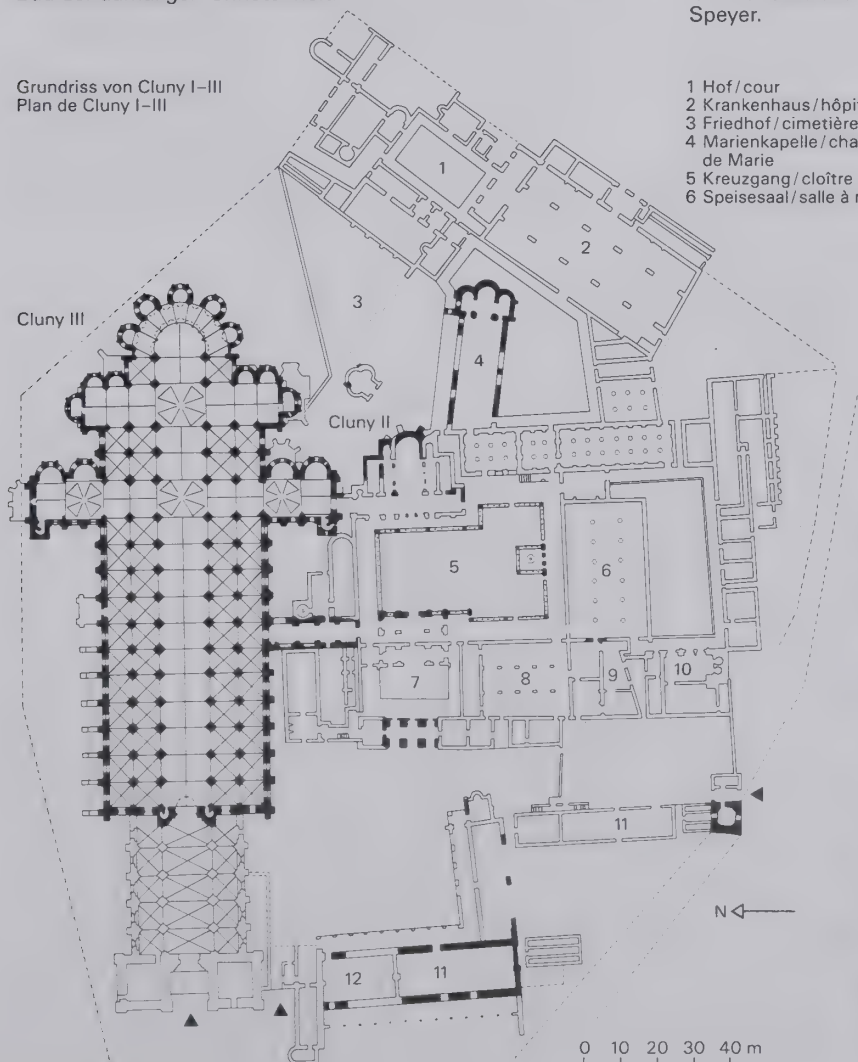 Speyer.
Grundriss von Cluny I–III
Plan de Cluny I–III
1 Hof/cour
2 Krankenhaus/
3 Friedhof/cimetière
4 Marienkapelle/
de Marie
5 Kreuzgang/cloître
6 Speisesaal/salle à
1
2
3
Cluny III
4
Cluny II
5
6
7
8
9
10
11
N
12
11
0 10 20 30 40 m